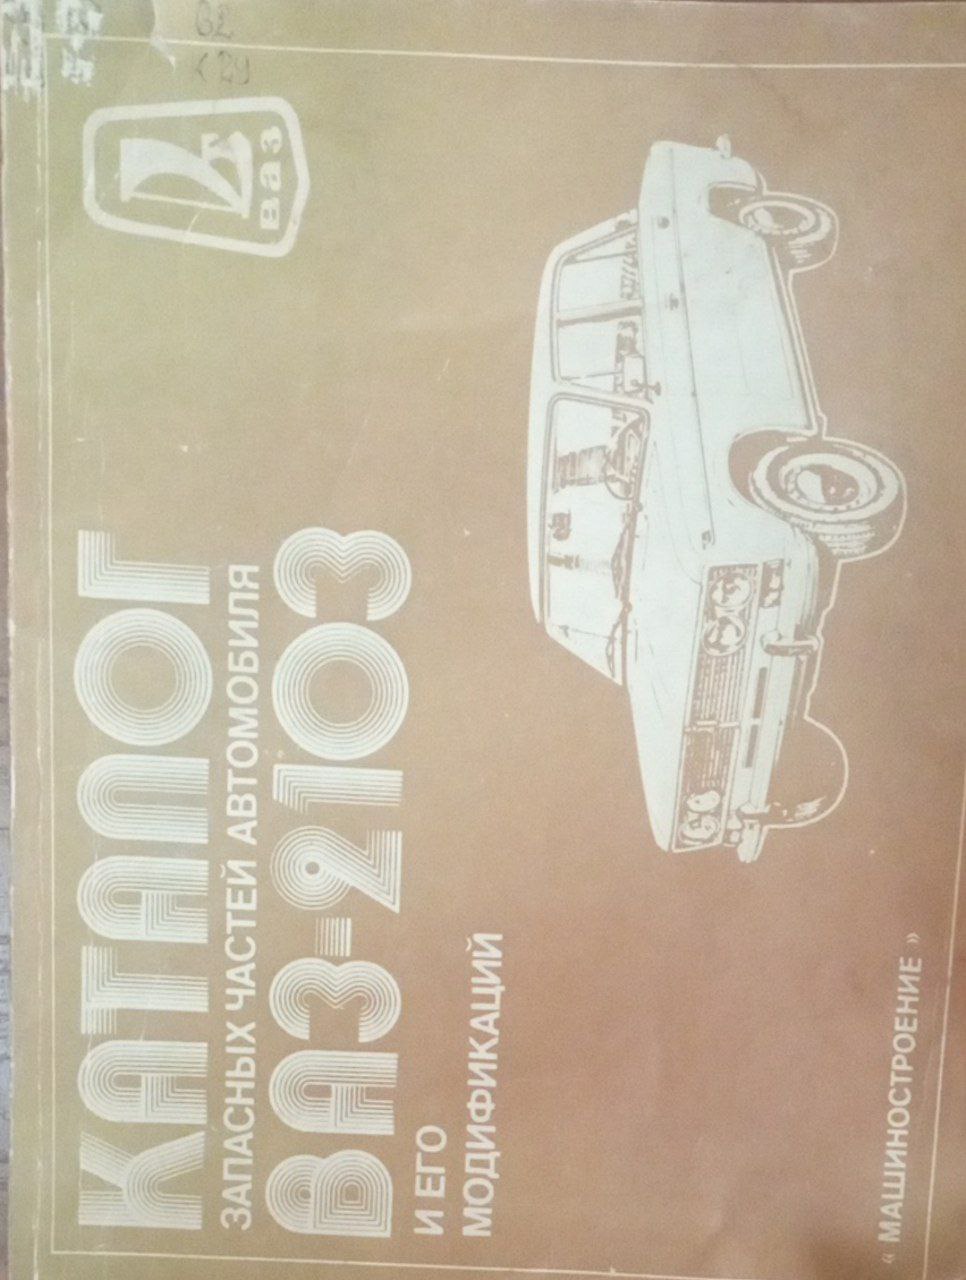 ВАЗ
КАТАЛОГ
ЗАПАСНЫХ ЧАСТЕЙ АВТОМОБИЛЯ
ВАЗ-2103
И ЕГО
МОДИФИКАЦИЙ
« МАШИНОСТРОЕНИЕ »